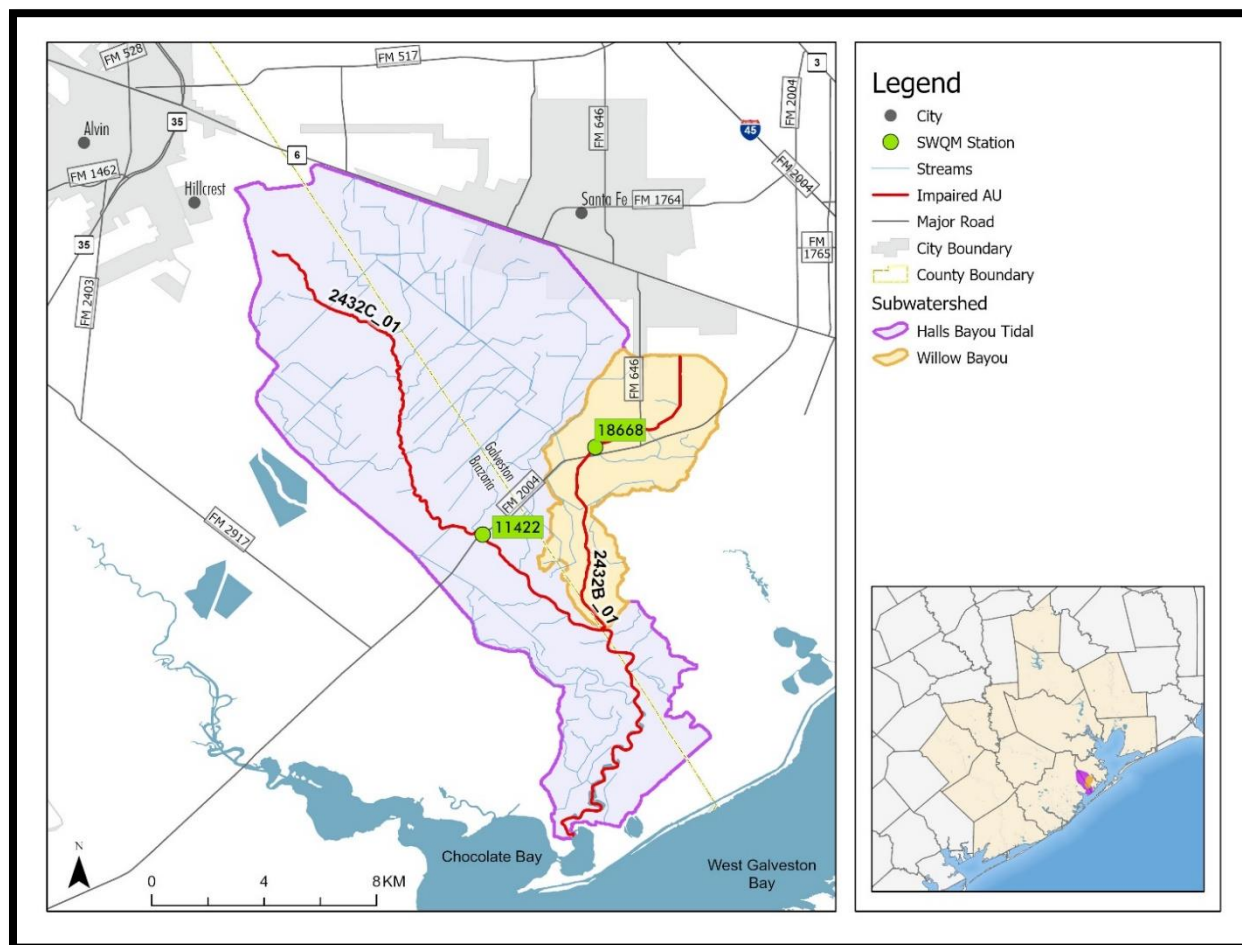 FM 528
FM 517
3
Alvin
35
6
FM 646
45
FM 2004
FM 2004
FM 1462
Hillcrest
Santa Fe
FM 1764
35
FM
1765
FM 2403
2432C_01
FM 646
18668
Galveston
Brazoria
FM 2004
11422
FM 2917
2432B_01
Chocolate Bay
West Galveston
Bay
N
0 4 8 KM
Legend
City
SWQM Station
Streams
Impaired AU
Major Road
City Boundary
County Boundary
Subwatershed
Halls Bayou Tidal
Willow Bayou